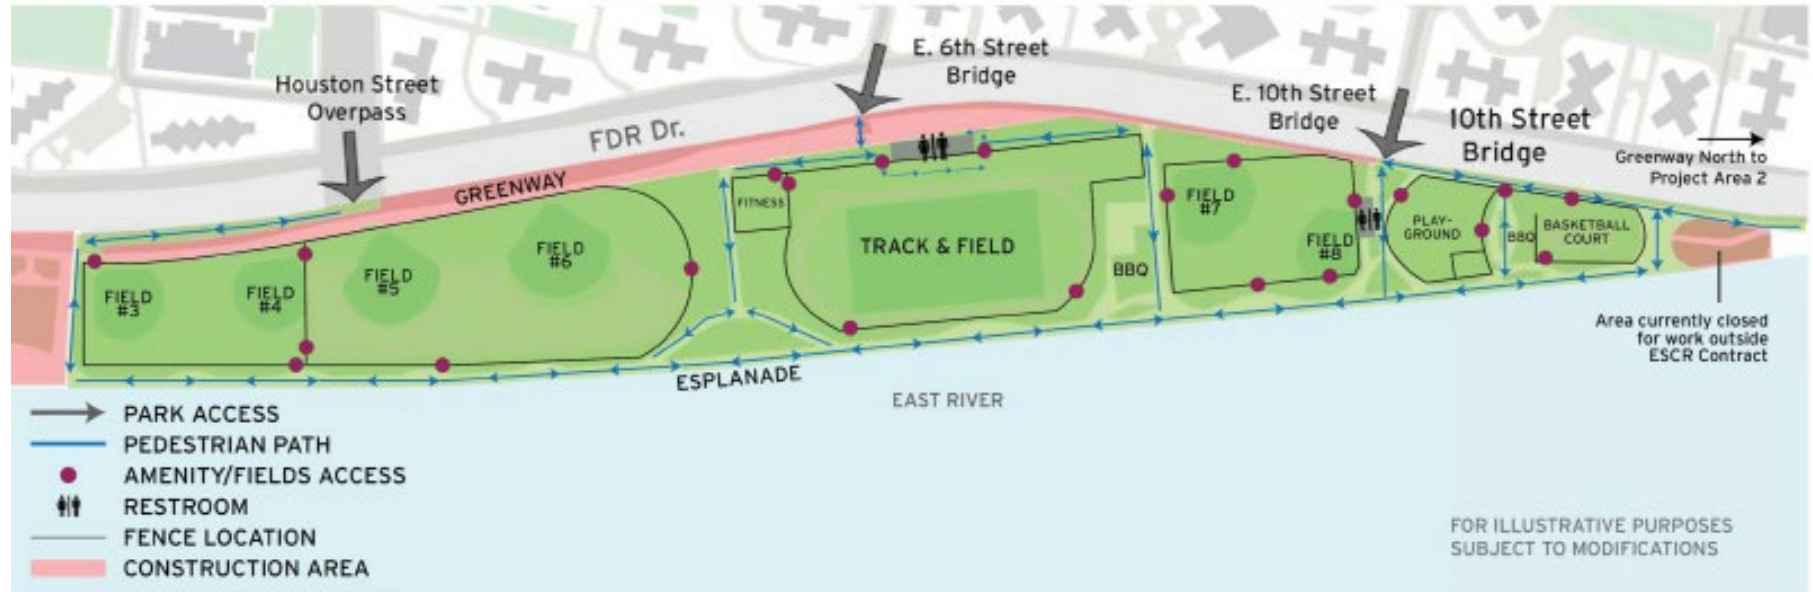 Houston Street
Overpass
E. 6th Street
Bridge
E. 10th Street
Bridge
10th Street
Bridge
Greenway North to
Project Area 2
FDR Dr.
GREENWAY
FIELD
#3
FIELD
#4
FIELD
#5
FIELD
#6
FITNESS
TRACK & FIELD
BBQ
FIELD
#7
FIELD
#8
PLAY-
GROUND
BBQ
BASKETBALL
COURT
Area currently closed
for work outside
ESCR Contract
ESPLANADE
EAST RIVER
PARK ACCESS
PEDESTRIAN PATH
AMENITY/FIELDS ACCESS
RESTROOM
FENCE LOCATION
CONSTRUCTION AREA
FOR ILLUSTRATIVE PURPOSES
SUBJECT TO MODIFICATIONS